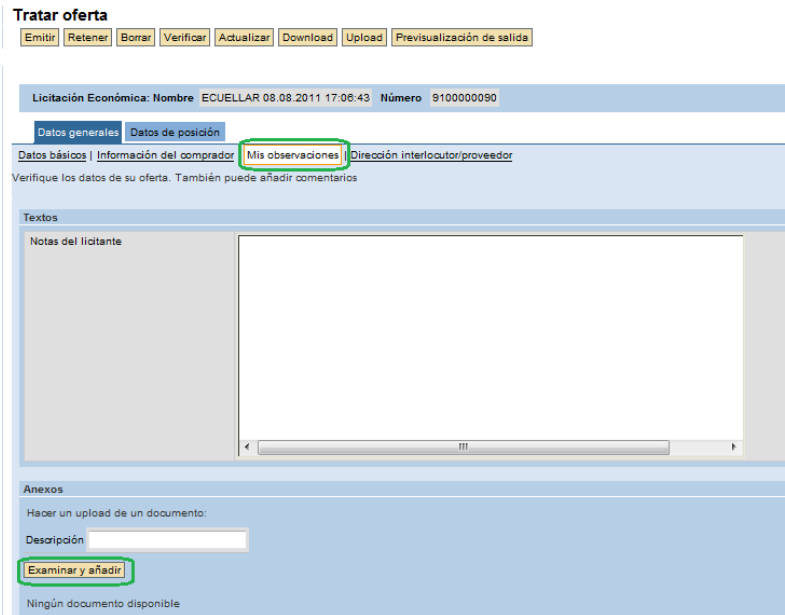 Tratar oferta
Emitir Retener Borrar Verificar Actualizar Download Upload Previsualización de salida
Licitación Económica: Nombre ECUELLAR 08.08.2011 17:06:43 Número 9100000090
Datos generales Datos de posición
Datos básicos | Información del comprador | Mis observaciones | Dirección interlocutor/proveedor
Verifique los datos de su oferta. También puede añadir comentarios
Textos
Notas del licitante
Anexos
Hacer un upload de un documento:
Descripción
Examinar y añadir
Ningún documento disponible